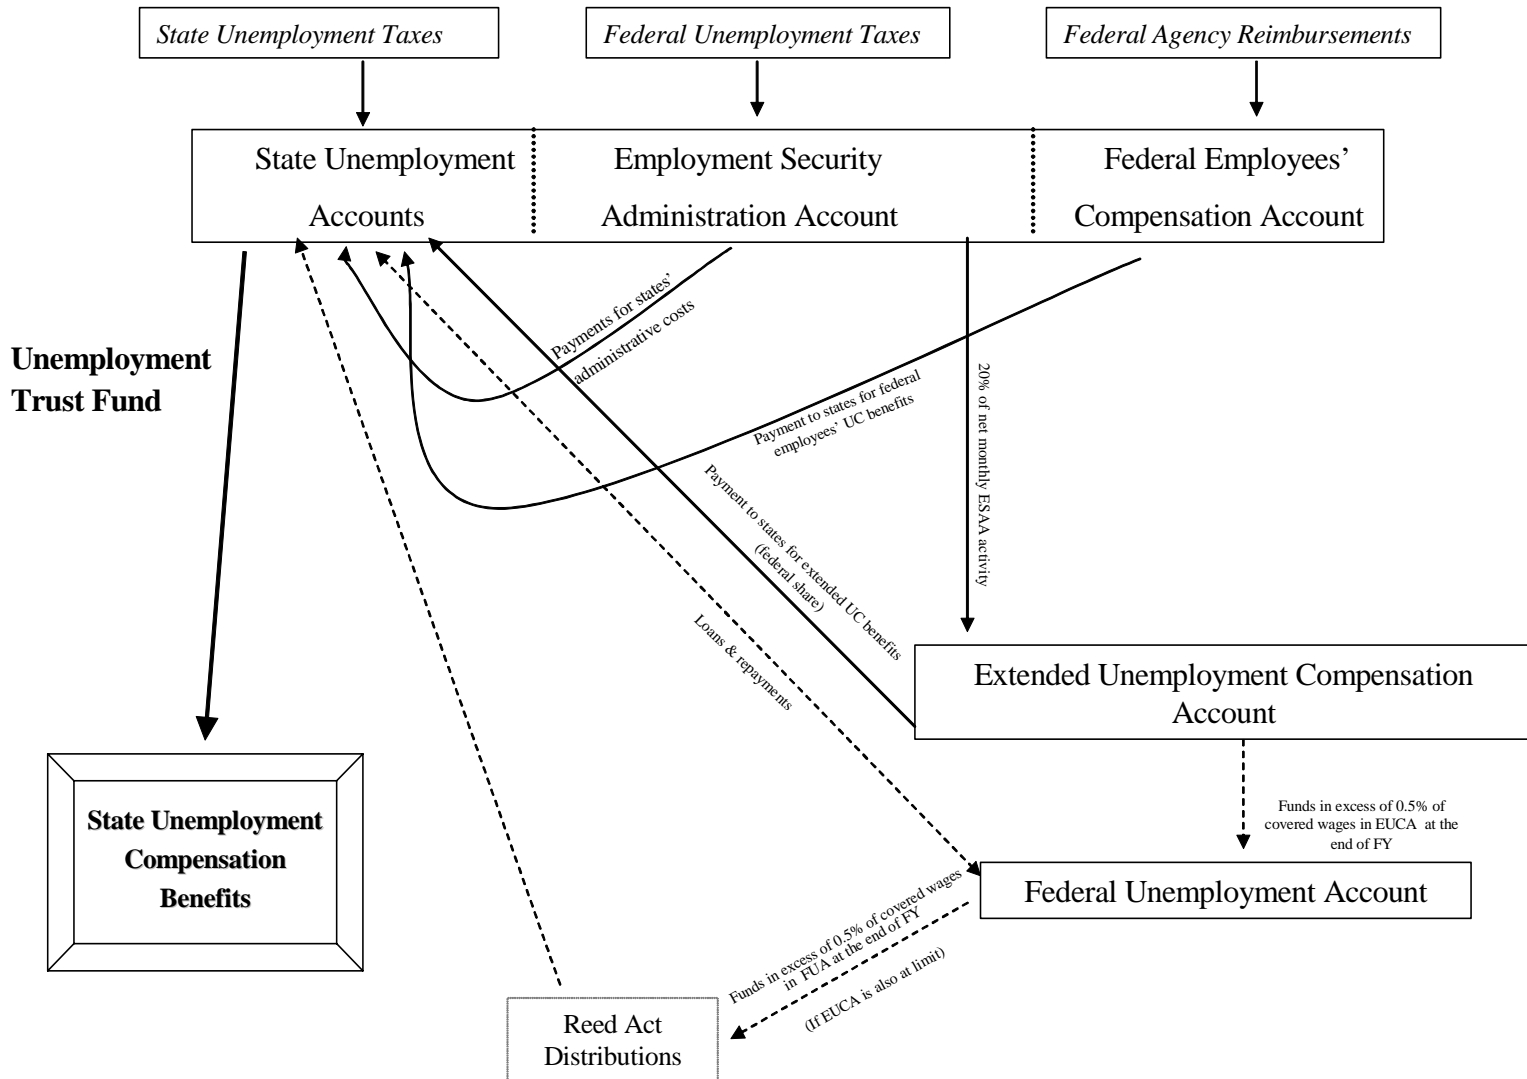 State Unemployment Taxes
Federal Unemployment Taxes
Federal Agency Reimbursements
State Unemployment
Accounts
Employment Security
Administration Account
Federal Employees’
Compensation Account
Unemployment
Trust Fund
Payments for states’
administrative costs
Payment to states for federal
employees’ UC benefits
20% of net monthly ESAA activity
Payment to states for extended UC benefits
(federal share)
Loans & repayments
Extended Unemployment Compensation
Account
State Unemployment
Compensation
Benefits
Funds in excess of 0.5% of
covered wages in EUCA at the
end of FY
Federal Unemployment Account
Funds in excess of 0.5% of covered wages
in FUA at the end of FY
(If EUCA is also at limit)
Reed Act
Distributions